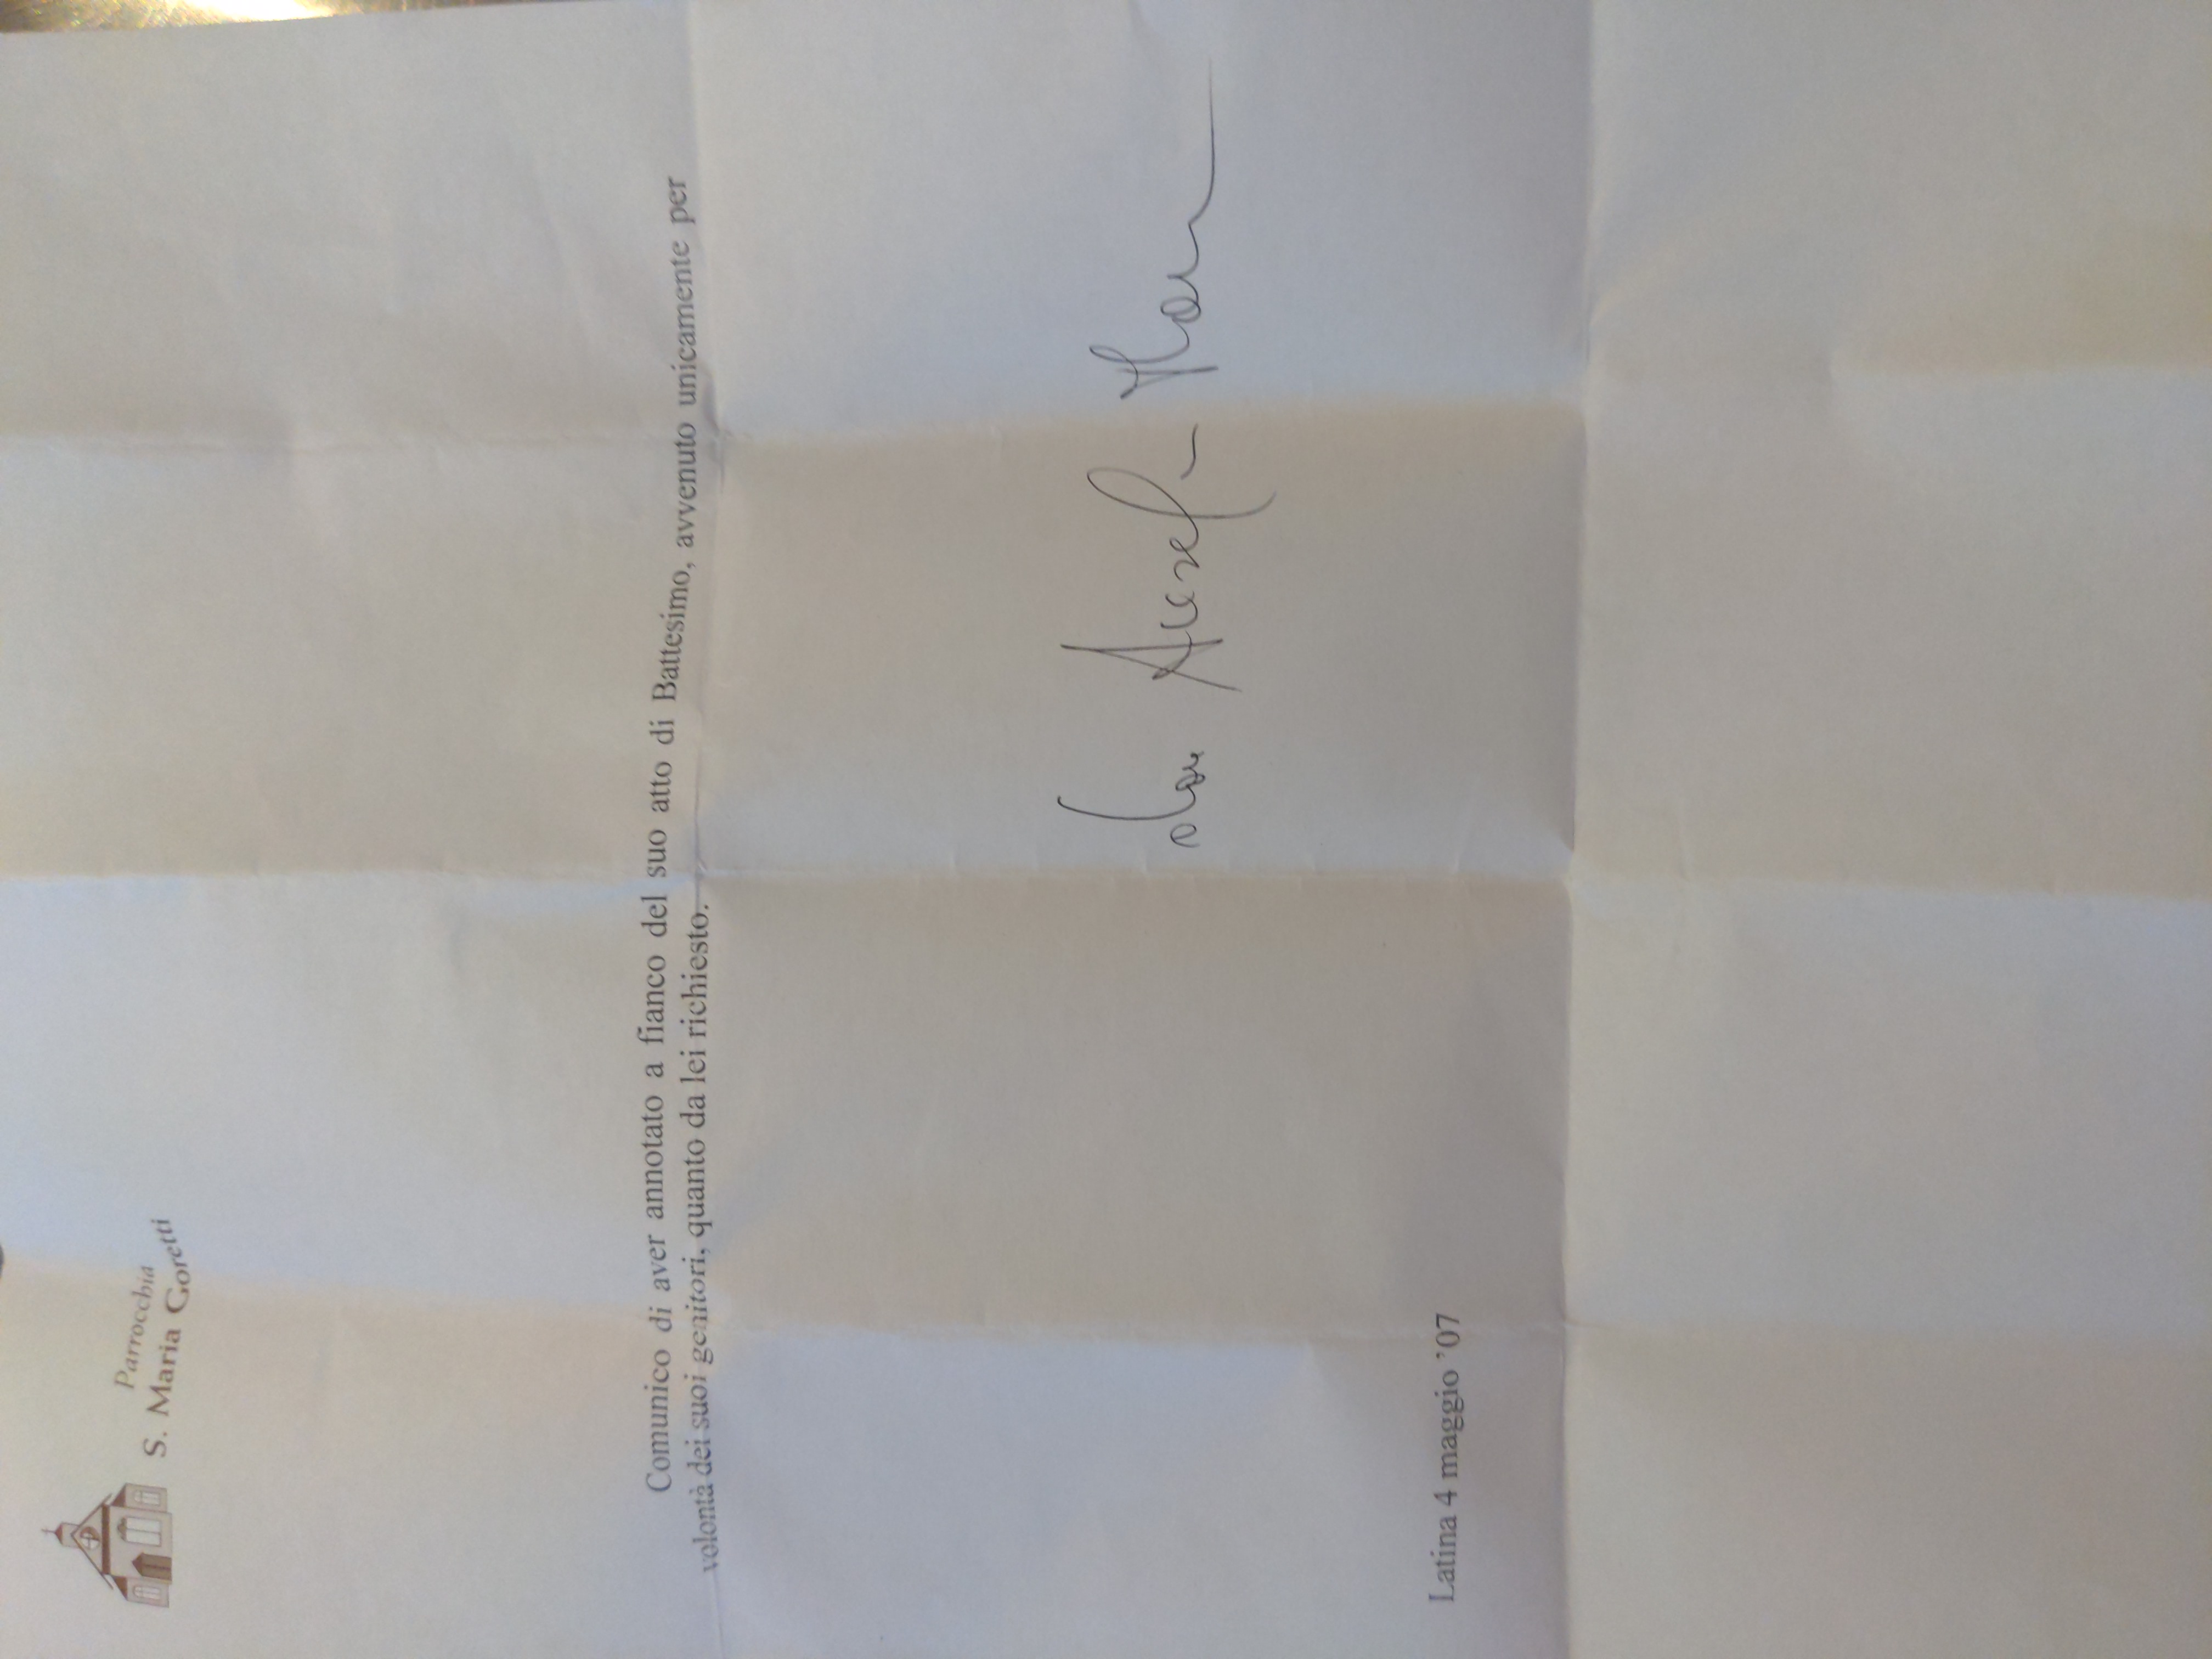 Parrocchia
S. Maria Goretti
Comunico di aver annotato a fianco del suo atto di Battesimo, avvenuto unicamente per
volontà dei suoi genitori, quanto da lei richiesto.
don
Latina 4 maggio '07